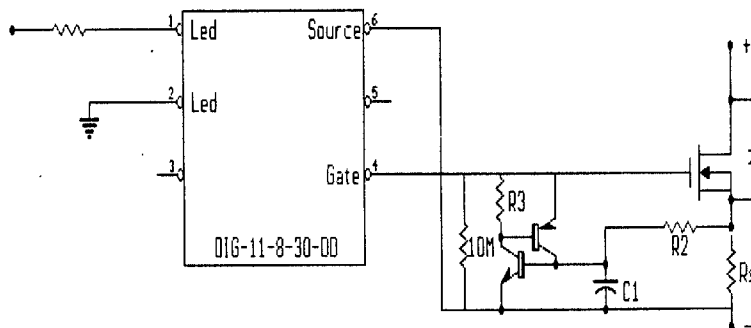 1
Led
Source
6
+
2
Led
5
3
Gate
4
R3
10M
R2
C1
DIG-11-8-30-DD
-